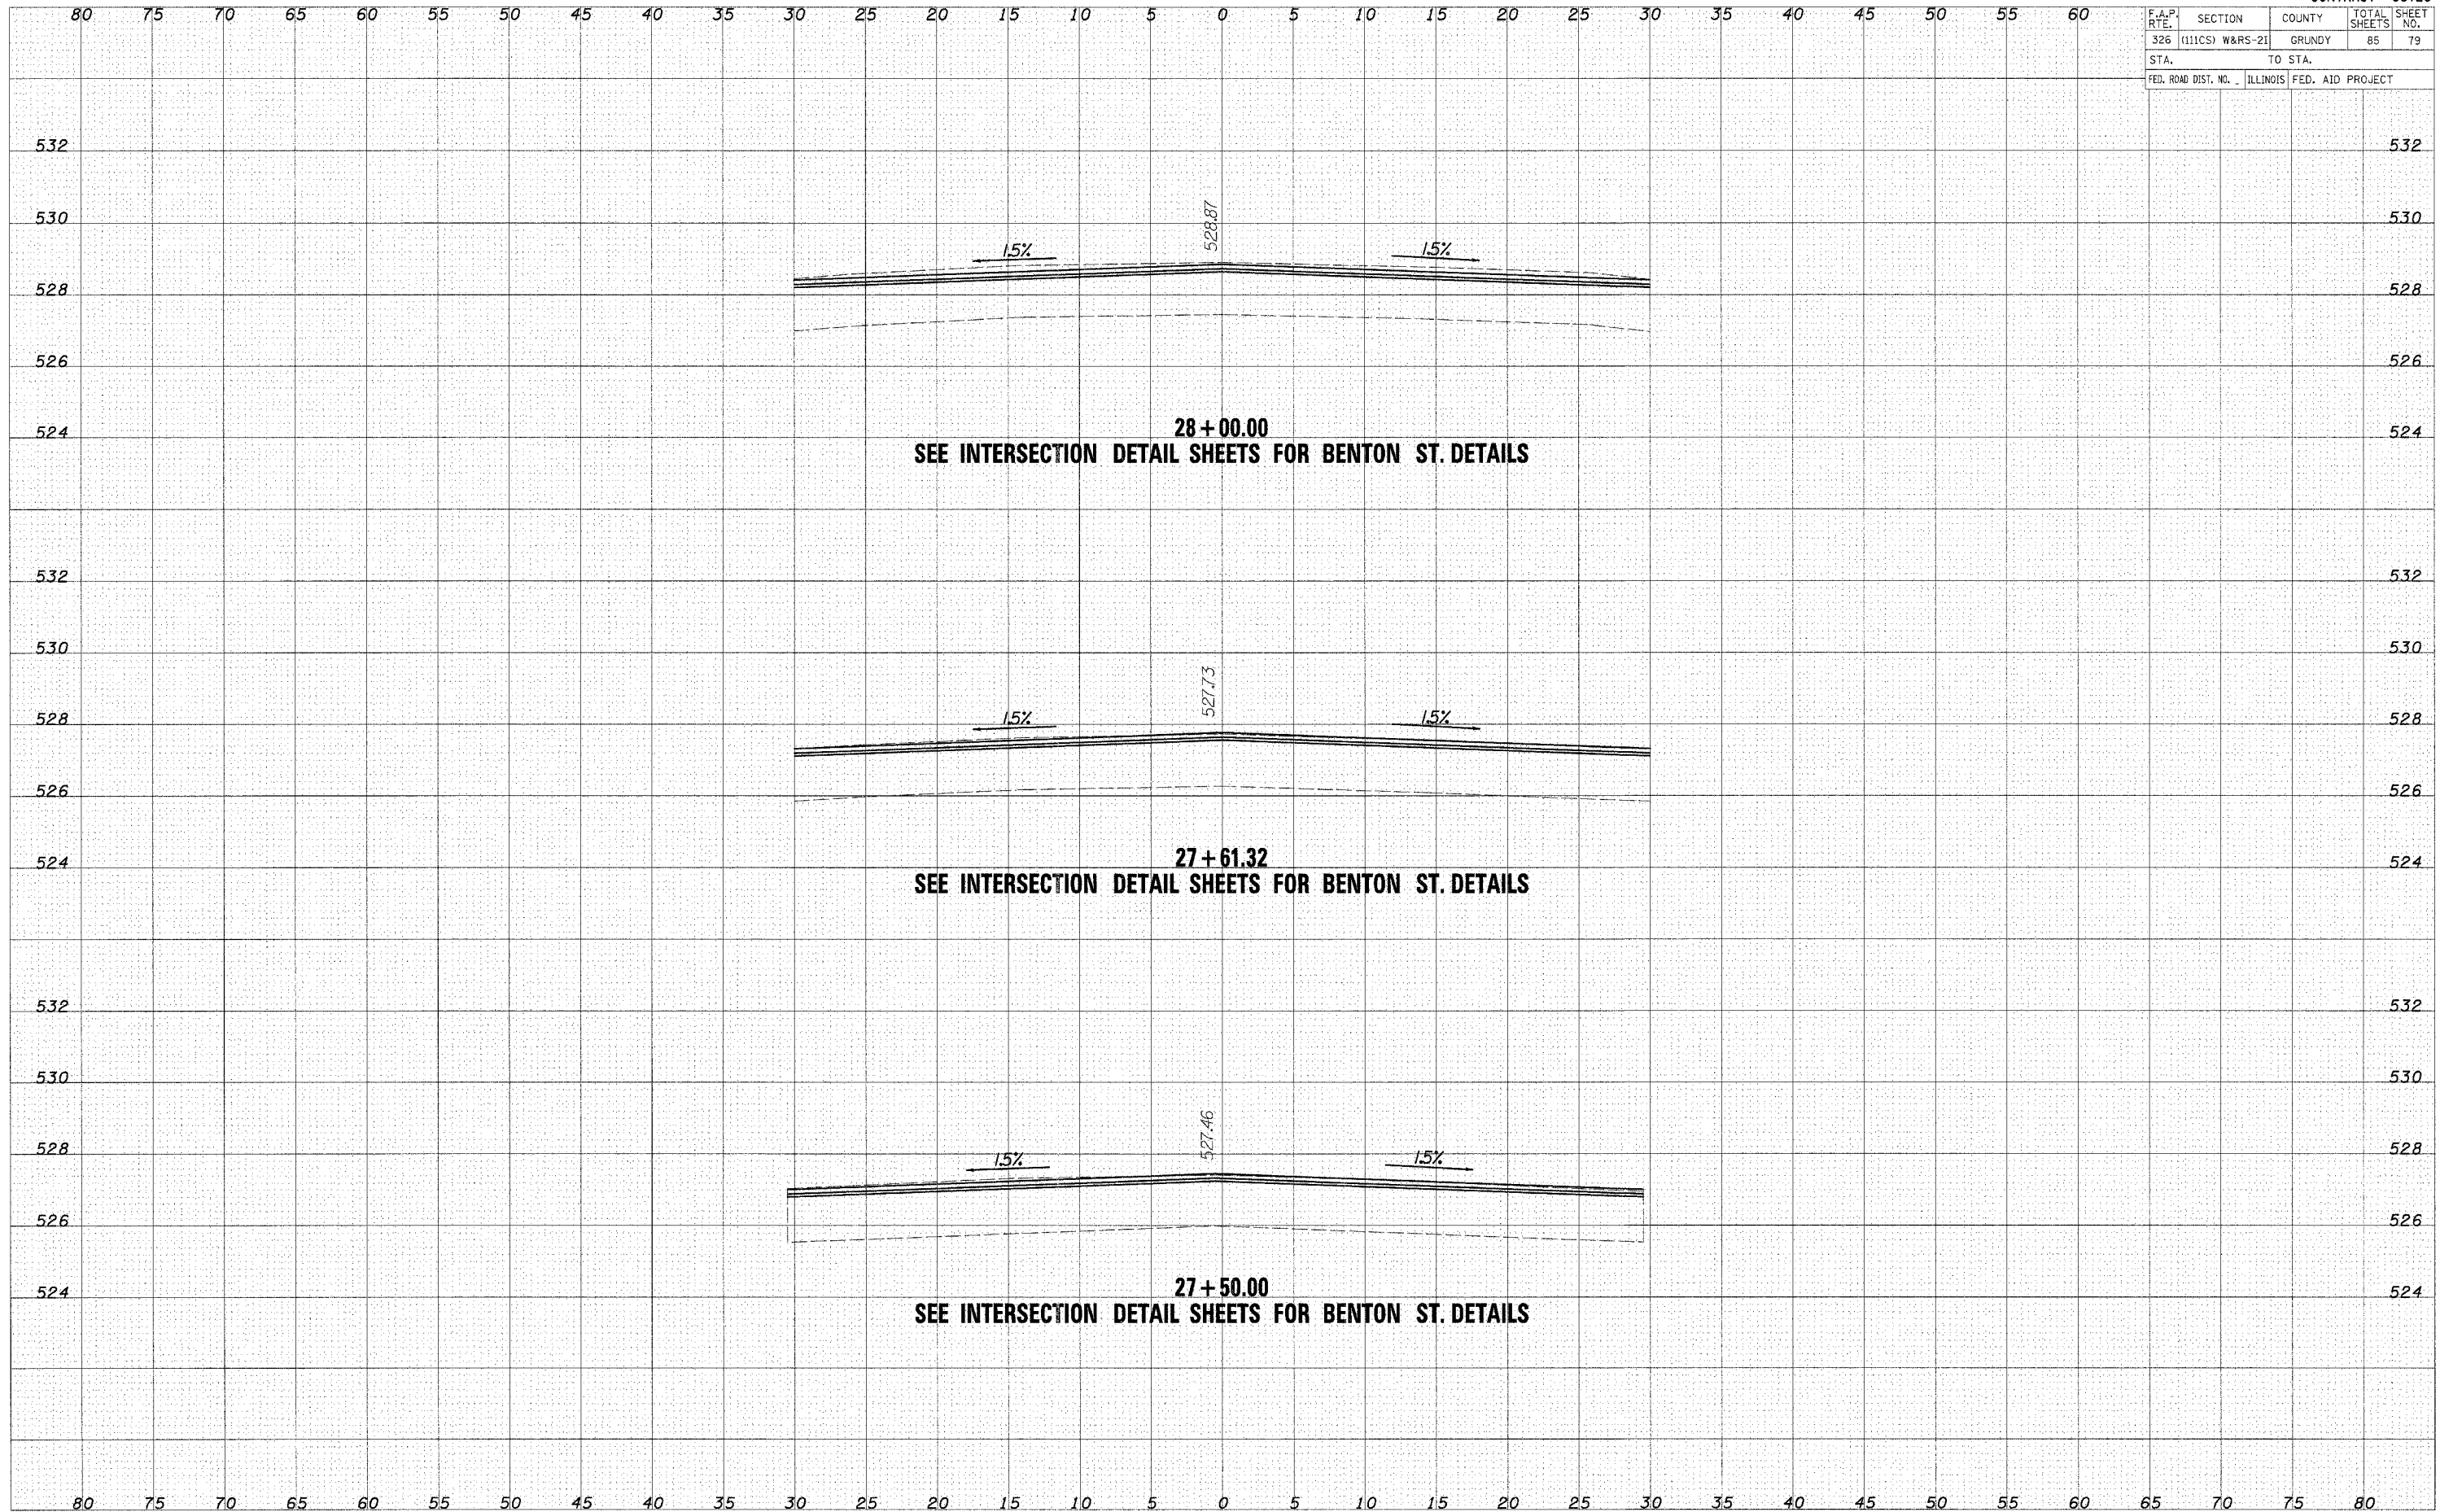 80 75 70 65 60 55 50 45 40 35 30 25 20 15 10 5 0 5 10 15 20 25 30 35 40 45 50 55 60
F.A.P. RTE. SECTION COUNTY TOTAL SHEETS SHEET NO.
326 (111CS) W&RS-2I GRUNDY 85 79
STA. TO STA.
FED. ROAD DIST. NO. _ ILLINOIS FED. AID PROJECT
532 532
530 528.87 530
1.5% 1.5%
528 528
526 526
28+00.00
524 524
SEE INTERSECTION DETAIL SHEETS FOR BENTON ST. DETAILS
532 532
530 530
527.73
528 1.5% 1.5% 528
526 526
27+61.32
524 524
SEE INTERSECTION DETAIL SHEETS FOR BENTON ST. DETAILS
532 532
530 530
527.46
528 528
1.5% 1.5%
526 526
27+50.00
524 524
SEE INTERSECTION DETAIL SHEETS FOR BENTON ST. DETAILS
80 75 70 65 60 55 50 45 40 35 30 25 20 15 10 5 0 5 10 15 20 25 30 35 40 45 50 55 60 65 70 75 80